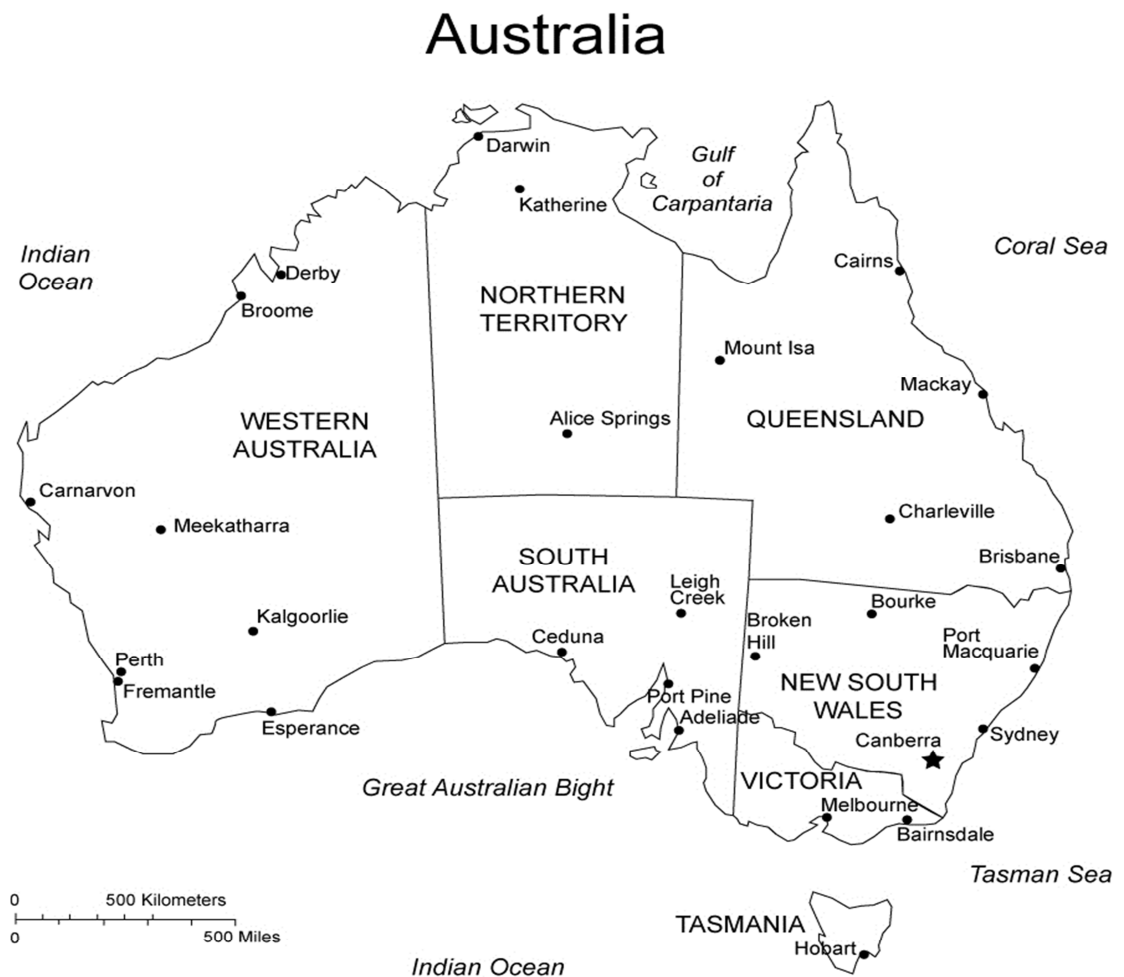 Australia
Darwin
Katherine
Gulf
of
Carpantaria
Indian
Ocean
Coral Sea
Derby
Broome
Cairns
NORTHERN
TERRITORY
Mount Isa
Mackay
WESTERN
AUSTRALIA
Alice Springs
QUEENSLAND
Carnarvon
Meekatharra
Charleville
SOUTH
AUSTRALIA
Leigh
Creek
Brisbane
Kalgoorlie
Ceduna
Broken
Hill
Bourke
Port
Macquarie
Perth
Fremantle
Esperance
Port Pine
Adeliade
NEW SOUTH
WALES
Canberra
Sydney
Great Australian Bight
VICTORIA
Melbourne
Bairnsdale
Tasman Sea
0 500 Kilometers
0 500 Miles
TASMANIA
Hobart
Indian Ocean